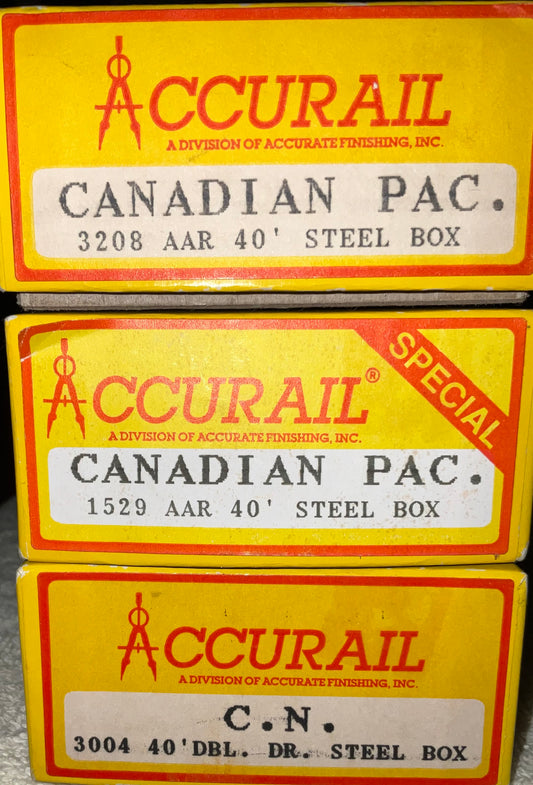 ACCURAIL
A DIVISION OF ACCURATE FINISHING, INC.
CANADIAN PAC.
3208 AAR 40' STEEL BOX
SPECIAL
ACCURAIL®
A DIVISION OF ACCURATE FINISHING, INC.
CANADIAN PAC.
1529 AAR 40' STEEL BOX
ACCURAIL
A DIVISION OF ACCURATE FINISHING, INC.
C.N.
3004 40'DBL. DR. STEEL BOX